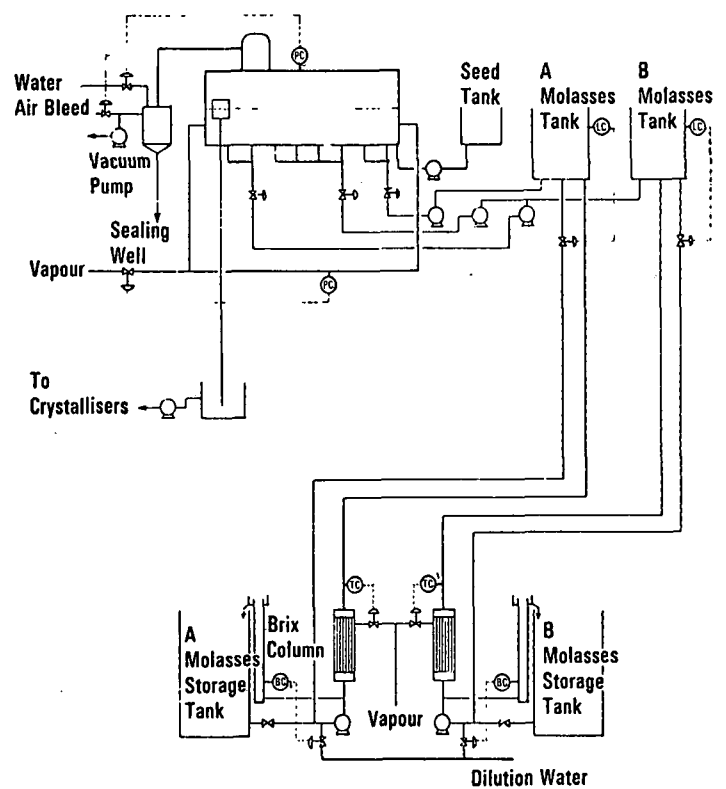 Water
Air Bleed
Vacuum
Pump
Sealing
Well
Vapour
PC
Seed
Tank
A
Molasses
Tank
LC
B
Molasses
Tank
LC
PC
To
Crystallisers
TC
TC
A
Molasses
Storage
Tank
Brix
Column
BC
Vapour
BC
B
Molasses
Storage
Tank
Dilution Water